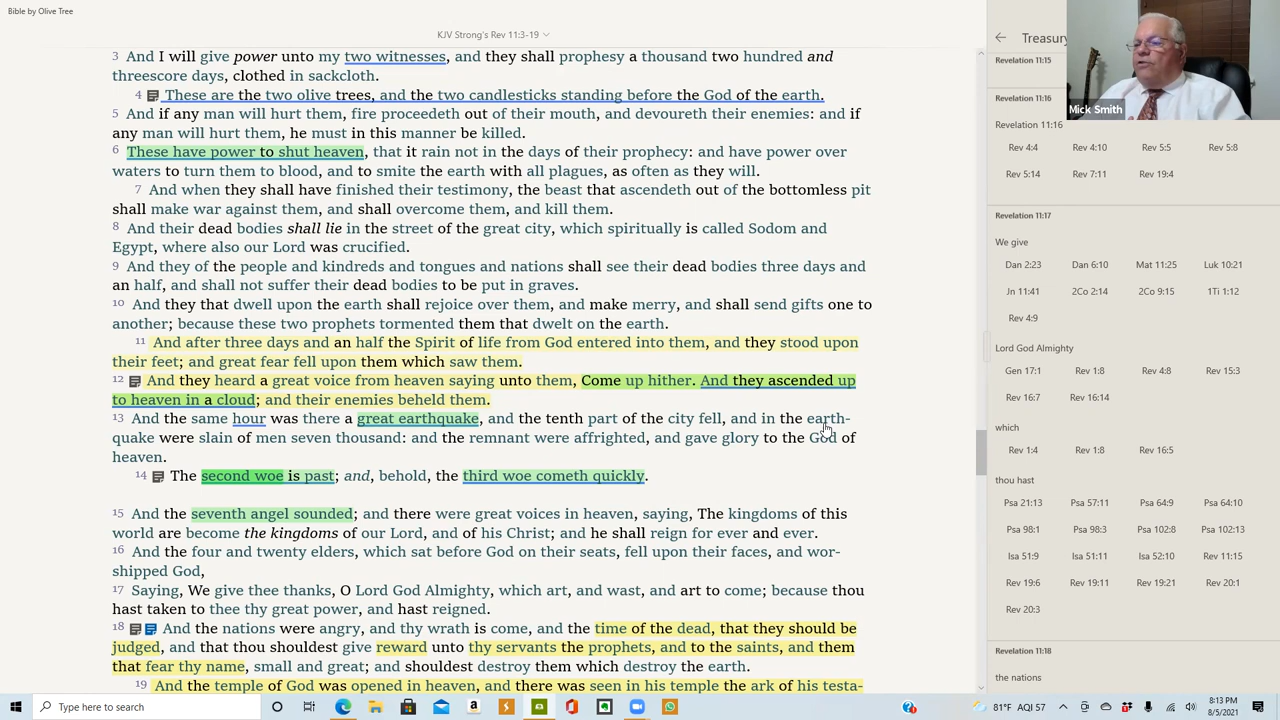 Bible by Olive Tree
KJV Strong's Rev 11:3-19
3 And I will give power unto my two witnesses, and they shall prophesy a thousand two hundred and
threescore days, clothed in sackcloth.
4 These are the two olive trees, and the two candlesticks standing before the God of the earth.
5 And if any man will hurt them, fire proceedeth out of their mouth, and devoureth their enemies: and if
any man will hurt them, he must in this manner be killed.
6 These have power to shut heaven, that it rain not in the days of their prophecy: and have power over
waters to turn them to blood, and to smite the earth with all plagues, as often as they will.
7 And when they shall have finished their testimony, the beast that ascendeth out of the bottomless pit
shall make war against them, and shall overcome them, and kill them.
8 And their dead bodies shall lie in the street of the great city, which spiritually is called Sodom and
Egypt, where also our Lord was crucified.
9 And they of the people and kindreds and tongues and nations shall see their dead bodies three days and
an half, and shall not suffer their dead bodies to be put in graves.
10 And they that dwell upon the earth shall rejoice over them, and make merry, and shall send gifts one to
another; because these two prophets tormented them that dwelt on the earth.
11 And after three days and an half the Spirit of life from God entered into them, and they stood upon
their feet; and great fear fell upon them which saw them.
12 And they heard a great voice from heaven saying unto them, Come up hither. And they ascended up
to heaven in a cloud; and their enemies beheld them.
13 And the same hour was there a great earthquake, and the tenth part of the city fell, and in the earth-
quake were slain of men seven thousand: and the remnant were affrighted, and gave glory to the God of
heaven.
14 The second woe is past; and, behold, the third woe cometh quickly.
15 And the seventh angel sounded; and there were great voices in heaven, saying, The kingdoms of this
world are become the kingdoms of our Lord, and of his Christ; and he shall reign for ever and ever.
16 And the four and twenty elders, which sat before God on their seats, fell upon their faces, and wor-
shipped God,
17 Saying, We give thee thanks, O Lord God Almighty, which art, and wast, and art to come; because thou
hast taken to thee thy great power, and hast reigned.
18 And the nations were angry, and thy wrath is come, and the time of the dead, that they should be
judged, and that thou shouldest give reward unto thy servants the prophets, and to the saints, and them
that fear thy name, small and great; and shouldest destroy them which destroy the earth.
19 And the temple of God was opened in heaven, and there was seen in his temple the ark of his testa-
Treasury
Mick Smith
Revelation 11:15
Revelation 11:16
Revelation 11:16
Rev 4:4 Rev 4:10 Rev 5:5 Rev 5:8
Rev 5:14 Rev 7:11 Rev 19:4
Revelation 11:17
We give
Dan 2:23 Dan 6:10 Mat 11:25 Luk 10:21
Jn 11:41 2Co 2:14 2Co 9:15 1Ti 1:12
Rev 4:9
Lord God Almighty
Gen 17:1 Rev 1:8 Rev 4:8 Rev 15:3
Rev 16:7 Rev 16:14
which
Rev 1:4 Rev 1:8 Rev 16:5
thou hast
Psa 21:13 Psa 57:11 Psa 64:9 Psa 64:10
Psa 98:1 Psa 98:3 Psa 102:8 Psa 102:13
Isa 51:9 Isa 51:11 Isa 52:10 Rev 11:15
Rev 19:6 Rev 19:11 Rev 19:21 Rev 20:1
Rev 20:3
Revelation 11:18
the nations
Type here to search
81°F AQI 57
8:13 PM
8/5/2021